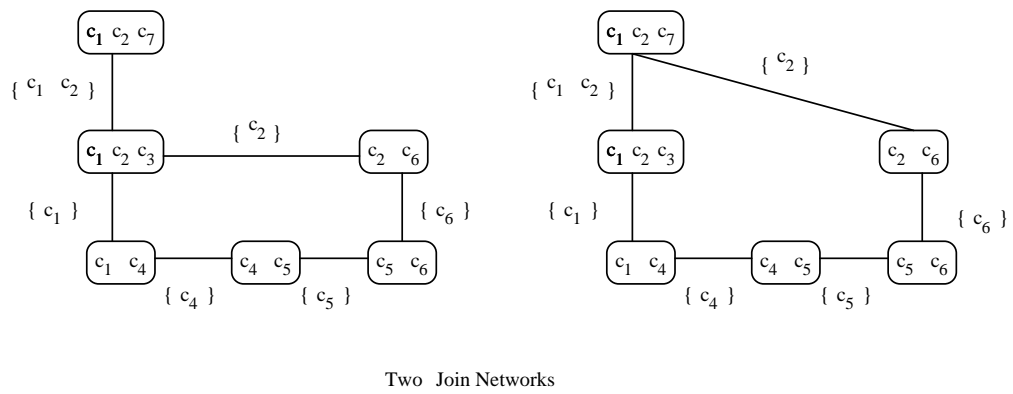 c1 c2 c7
{ c1 c2 }
c1 c2 c3
{ c2 }
c2 c6
{ c1 }
{ c6 }
c1 c4
c4 c5
c5 c6
{ c4 }
{ c5 }
c1 c2 c7
{ c2 }
{ c1 c2 }
c1 c2 c3
c2 c6
{ c1 }
{ c6 }
c1 c4
c4 c5
c5 c6
{ c4 }
{ c5 }
Two Join Networks